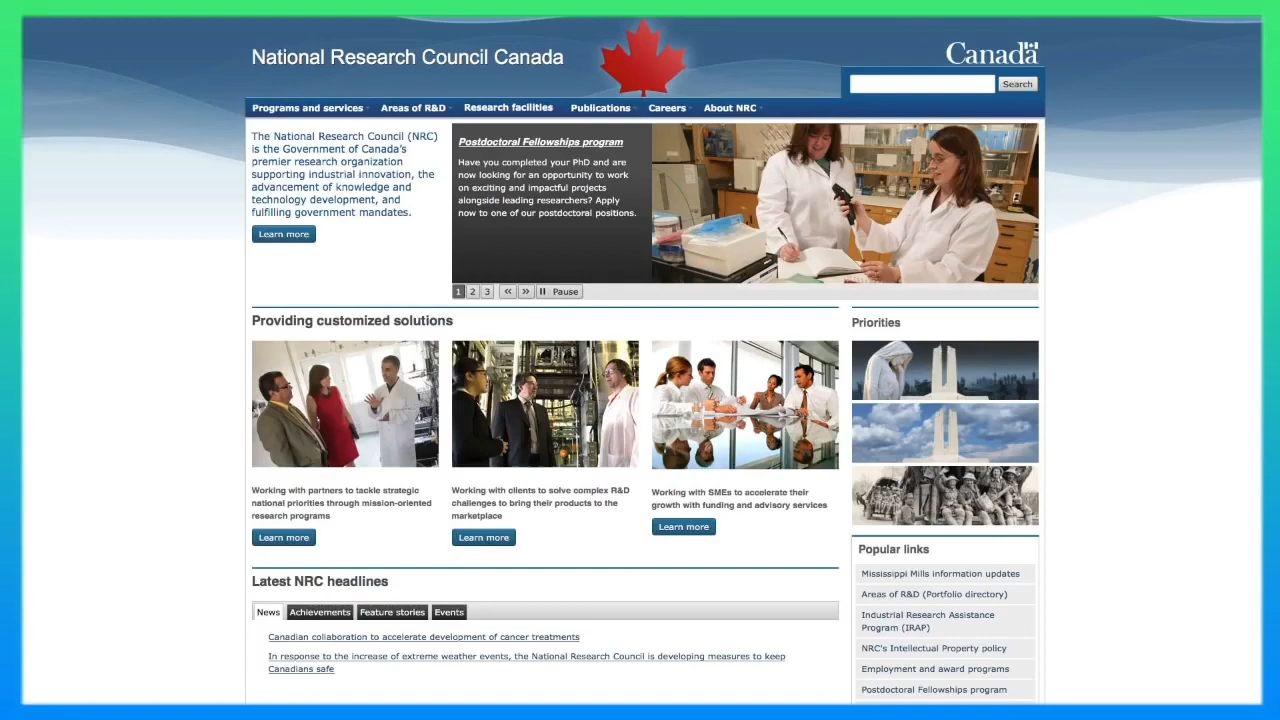 National Research Council Canada
Canada
Search
Programs and services
Areas of R&D
Research facilities
Publications
Careers
About NRC
The National Research Council (NRC)
is the Government of Canada's
premier research organization
supporting industrial innovation, the
advancement of knowledge and
technology development, and
fulfilling government mandates.
Learn more
Postdoctoral Fellowships program
Have you completed your PhD and are
now looking for an opportunity to work
on exciting and impactful projects
alongside leading researchers? Apply
now to one of our postdoctoral positions.
1 2 3 « » Pause
Providing customized solutions
Working with partners to tackle strategic
national priorities through mission-oriented
research programs
Learn more
Working with clients to solve complex R&D
challenges to bring their products to the
marketplace
Learn more
Working with SMEs to accelerate their
growth with funding and advisory services
Learn more
Latest NRC headlines
News
Achievements
Feature stories
Events
Canadian collaboration to accelerate development of cancer treatments
In response to the increase of extreme weather events, the National Research Council is developing measures to keep
Canadians safe
Priorities
Popular links
Mississippi Mills information updates
Areas of R&D (Portfolio directory)
Industrial Research Assistance
Program (IRAP)
NRC's Intellectual Property policy
Employment and award programs
Postdoctoral Fellowships program